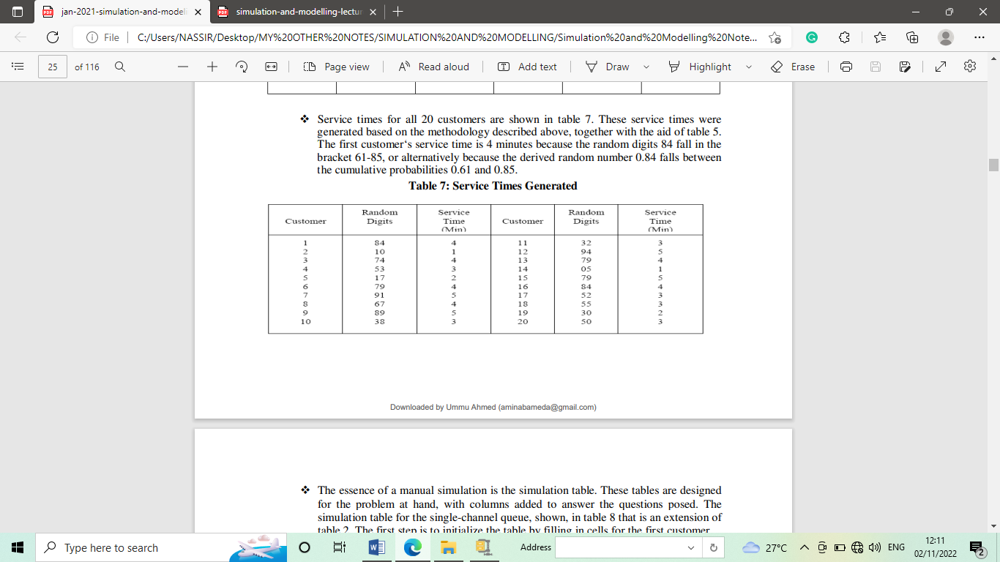 jan-2021-simulation-and-modeli
simulation-and-modelling-lectur
File
C:/Users/NASSIR/Desktop/MY%20OTHER%20NOTES/SIMULATION%20AND%20MODELLING/Simulation%20and%20Modelling%20Note...
25 of 116
Page view
Read aloud
Add text
Draw
Highlight
Erase
❖ Service times for all 20 customers are shown in table 7. These service times were
generated based on the methodology described above, together with the aid of table 5.
The first customer‘s service time is 4 minutes because the random digits 84 fall in the
bracket 61-85, or alternatively because the derived random number 0.84 falls between
the cumulative probabilities 0.61 and 0.85.
Table 7: Service Times Generated
Customer Random Digits Service Time (Min) Customer Random Digits Service Time (Min)
1 84 4 11 32 3
2 10 1 12 94 5
3 74 4 13 79 4
4 53 3 14 05 1
5 17 2 15 79 5
6 79 4 16 84 4
7 91 5 17 52 3
8 67 4 18 55 3
9 89 5 19 30 2
10 38 3 20 50 3
Downloaded by Ummu Ahmed (aminabameda@gmail.com)
❖ The essence of a manual simulation is the simulation table. These tables are designed
for the problem at hand, with columns added to answer the questions posed. The
simulation table for the single-channel queue, shown, in table 8 that is an extension of
table 2. The first step is to initialize the table by filling in cells for the first customer.
Type here to search
Address
27°C
ENG
12:11
02/11/2022
2